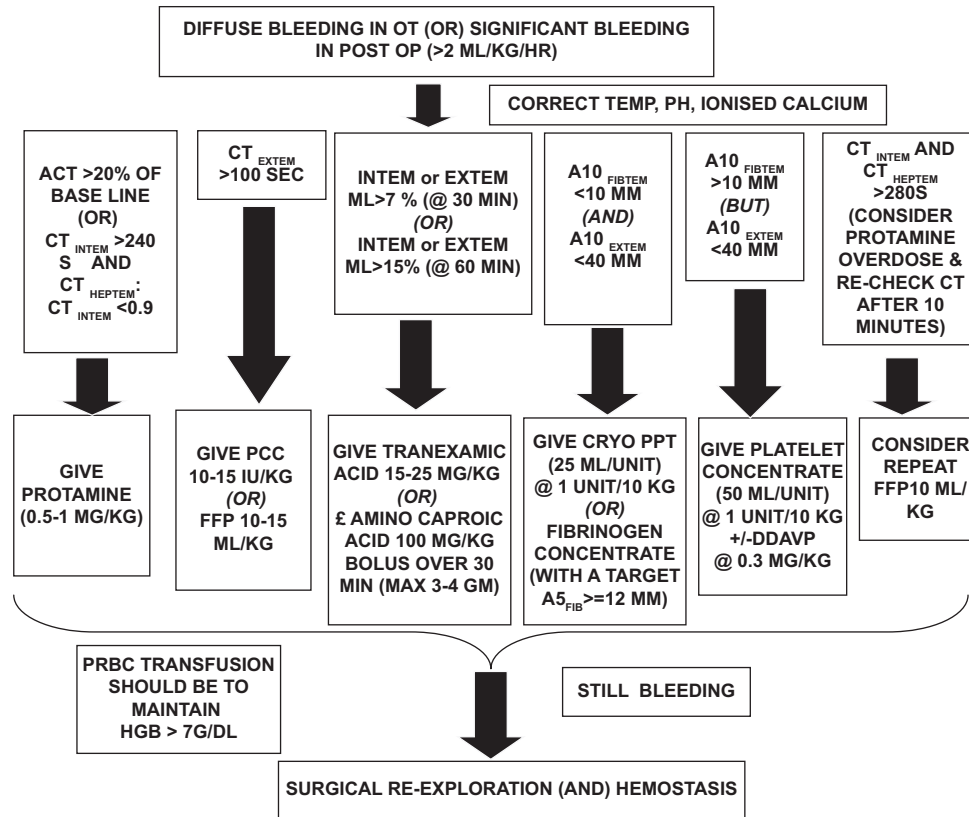 DIFFUSE BLEEDING IN OT (OR) SIGNIFICANT BLEEDING
IN POST OP (>2 ML/KG/HR)
CORRECT TEMP, PH, IONISED CALCIUM
ACT >20% OF
BASE LINE
(OR)
CT INTEM >240
S AND
CT HEPTEM:
CT INTEM <0.9
CT EXTEM
>100 SEC
INTEM or EXTEM
ML>7 % (@ 30 MIN)
(OR)
INTEM or EXTEM
ML>15% (@ 60 MIN)
A10 FIBTEM
<10 MM
(AND)
A10 EXTEM
<40 MM
A10 FIBTEM
>10 MM
(BUT)
A10 EXTEM
<40 MM
CT INTEM AND
CT HEPTEM
>280S
(CONSIDER
PROTAMINE
OVERDOSE &
RE-CHECK CT
AFTER 10
MINUTES)
GIVE
PROTAMINE
(0.5-1 MG/KG)
GIVE PCC
10-15 IU/KG
(OR)
FFP 10-15
ML/KG
GIVE TRANEXAMIC
ACID 15-25 MG/KG
(OR)
£ AMINO CAPROIC
ACID 100 MG/KG
BOLUS OVER 30
MIN (MAX 3-4 GM)
GIVE CRYO PPT
(25 ML/UNIT)
@ 1 UNIT/10 KG
(OR)
FIBRINOGEN
CONCENTRATE
(WITH A TARGET
A5FIB>=12 MM)
GIVE PLATELET
CONCENTRATE
(50 ML/UNIT)
@ 1 UNIT/10 KG
+/-DDAVP
@ 0.3 MG/KG
CONSIDER
REPEAT
FFP10 ML/
KG
PRBC TRANSFUSION
SHOULD BE TO
MAINTAIN
HGB > 7G/DL
STILL BLEEDING
SURGICAL RE-EXPLORATION (AND) HEMOSTASIS